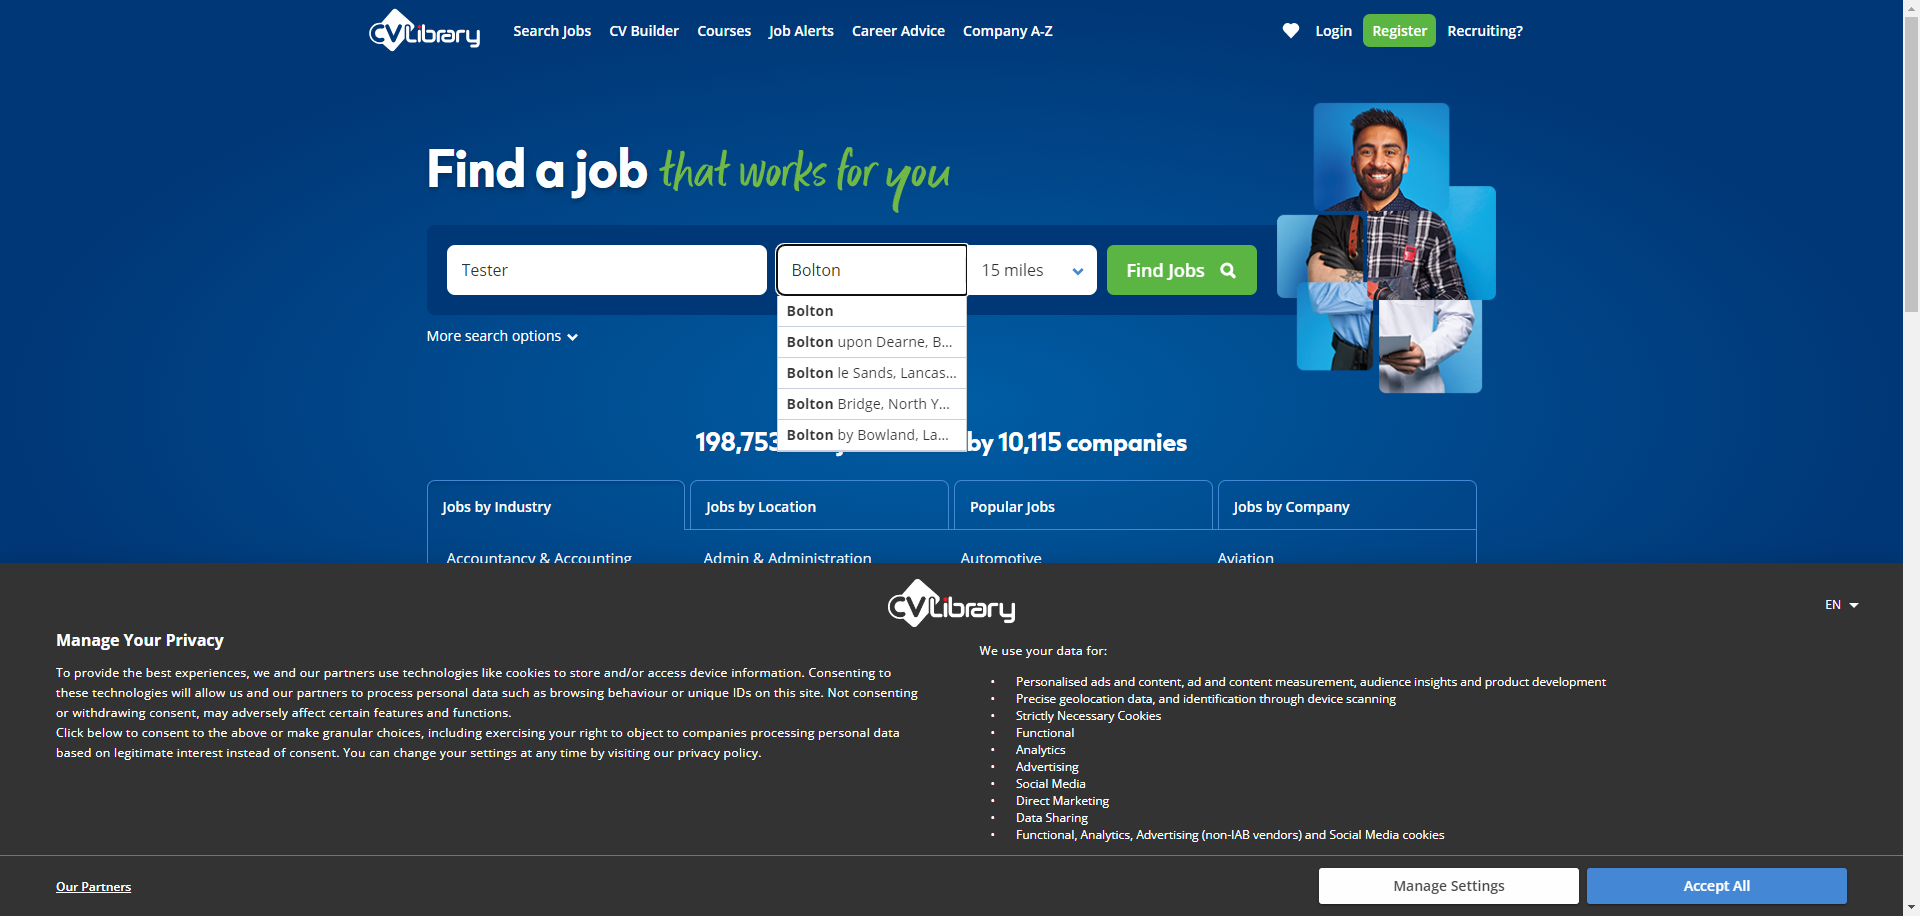 CV Library
Search Jobs
CV Builder
Courses
Job Alerts
Career Advice
Company A-Z
Login
Register
Recruiting?
Find a job that works for you
Tester
Bolton
15 miles
Find Jobs
Bolton
Bolton upon Dearne, B...
Bolton le Sands, Lancas...
Bolton Bridge, North Y...
Bolton by Bowland, La...
More search options
198,753 by 10,115 companies
Jobs by Industry
Jobs by Location
Popular Jobs
Jobs by Company
Accountancy & Accounting
Admin & Administration
Automotive
Aviation
CV Library
EN
Manage Your Privacy
To provide the best experiences, we and our partners use technologies like cookies to store and/or access device information. Consenting to
these technologies will allow us and our partners to process personal data such as browsing behaviour or unique IDs on this site. Not consenting
or withdrawing consent, may adversely affect certain features and functions.
Click below to consent to the above or make granular choices, including exercising your right to object to companies processing personal data
based on legitimate interest instead of consent. You can change your settings at any time by visiting our privacy policy.
We use your data for:
• Personalised ads and content, ad and content measurement, audience insights and product development
• Precise geolocation data, and identification through device scanning
• Strictly Necessary Cookies
• Functional
• Analytics
• Advertising
• Social Media
• Direct Marketing
• Data Sharing
• Functional, Analytics, Advertising (non-IAB vendors) and Social Media cookies
Our Partners
Manage Settings
Accept All